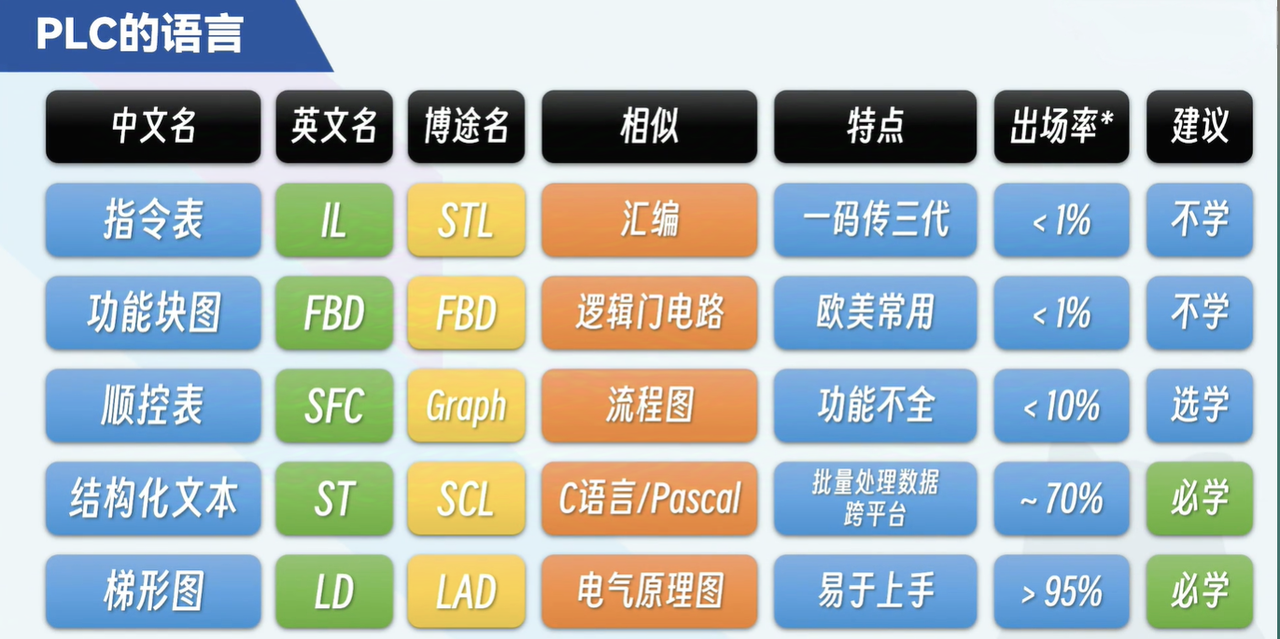 PLC的语言
中文名 英文名 博途名 相似 特点 出场率* 建议
指令表 IL STL 汇编 一码传三代 < 1% 不学
功能块图 FBD FBD 逻辑门电路 欧美常用 < 1% 不学
顺控表 SFC Graph 流程图 功能不全 < 10% 选学
结构化文本 ST SCL C语言/Pascal 批量处理数据 跨平台 ~ 70% 必学
梯形图 LD LAD 电气原理图 易于上手 > 95% 必学